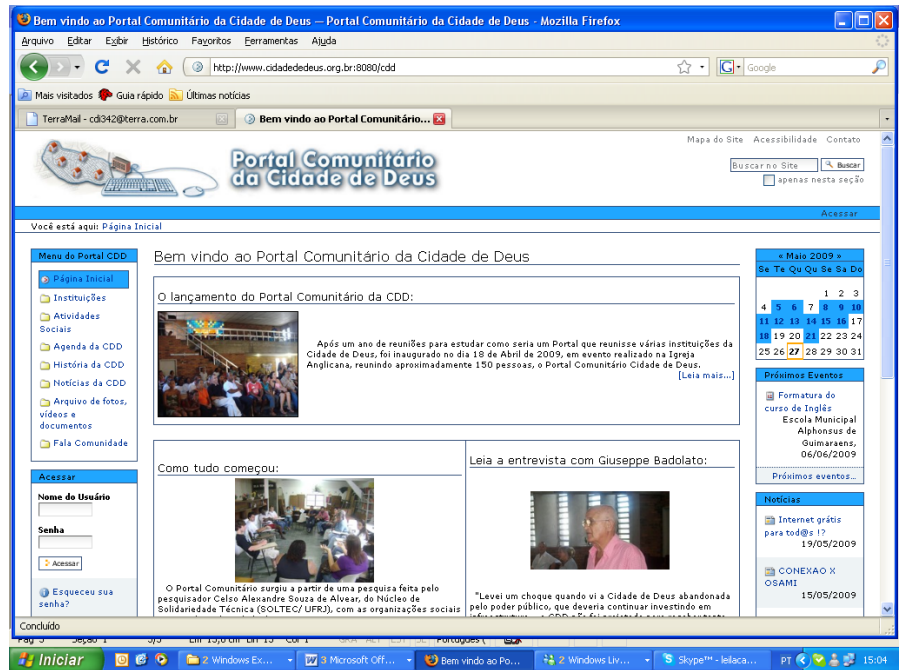 Bem vindo ao Portal Comunitário da Cidade de Deus — Portal Comunitário da Cidade de Deus - Mozilla Firefox
Arquivo Editar Exibir Histórico Favoritos Ferramentas Ajuda
http://www.cidadededeus.org.br:8080/cdd
Google
Mais visitados Guia rápido Últimas notícias
TerraMail - cdi342@terra.com.br
Bem vindo ao Portal Comunitário...
Mapa do Site Acessibilidade Contato
Portal Comunitário
da Cidade de Deus
Buscar no Site Buscar
apenas nesta seção
Acessar
Você está aqui: Página Inicial
Menu do Portal CDD
Página Inicial
Instituições
Atividades
Sociais
Agenda da CDD
História da CDD
Notícias da CDD
Arquivo de fotos,
vídeos e
documentos
Fala Comunidade
Acessar
Nome do Usuário
Senha
Acessar
Esqueceu sua
senha?
Bem vindo ao Portal Comunitário da Cidade de Deus
O lançamento do Portal Comunitário da CDD:
Após um ano de reuniões para estudar como seria um Portal que reunisse várias instituições da
Cidade de Deus, foi inaugurado no dia 18 de Abril de 2009, em evento realizado na Igreja
Anglicana, reunindo aproximadamente 150 pessoas, o Portal Comunitário Cidade de Deus.
[Leia mais...]
Como tudo começou:
O Portal Comunitário surgiu a partir de uma pesquisa feita pelo
pesquisador Celso Alexandre Souza de Alvear, do Núcleo de
Solidariedade Técnica (SOLTEC/ UFRJ), com as organizações sociais
Leia a entrevista com Giuseppe Badolato:
"Levei um choque quando vi a Cidade de Deus abandonada
pelo poder público, que deveria continuar investindo em
« Maio 2009 »
Se Te Qu Qu Se Sa Do
1 2 3
4 5 6 7 8 9 10
11 12 13 14 15 16 17
18 19 20 21 22 23 24
25 26 27 28 29 30 31
Próximos Eventos
Formatura do
curso de Inglês
Escola Municipal
Alphonsus de
Guimaraens,
06/06/2009
Próximos eventos...
Notícias
Internet grátis
para tod@s !?
19/05/2009
CONEXAO X
OSAMI
15/05/2009
Concluído
Iniciar
2 Windows Ex...
3 Microsoft Off...
Bem vindo ao Po...
2 Windows Liv...
Skype™ - leilaca...
PT
15:04